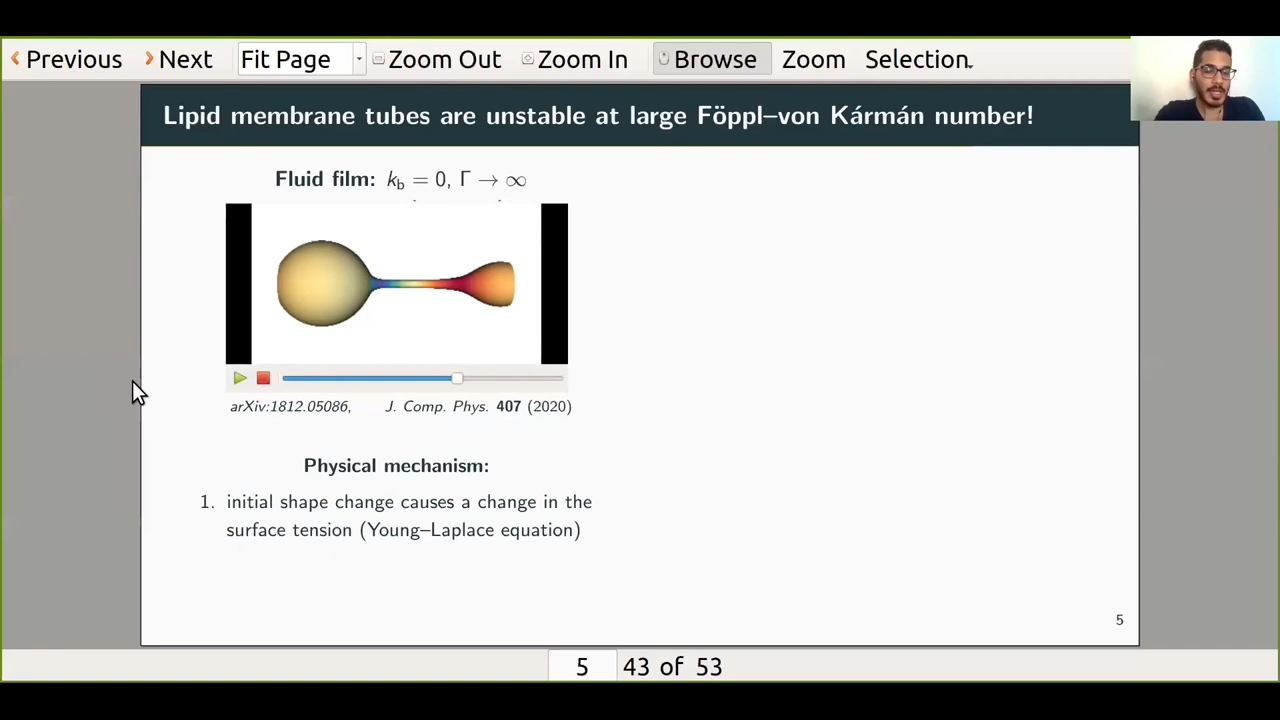 Previous Next Fit Page Zoom Out Zoom In Browse Zoom Selection
Lipid membrane tubes are unstable at large Föppl–von Kármán number!
Fluid film: k_b = 0, Γ → ∞
arXiv:1812.05086, J. Comp. Phys. 407 (2020)
Physical mechanism:
1. initial shape change causes a change in the
surface tension (Young–Laplace equation)
5
5 43 of 53